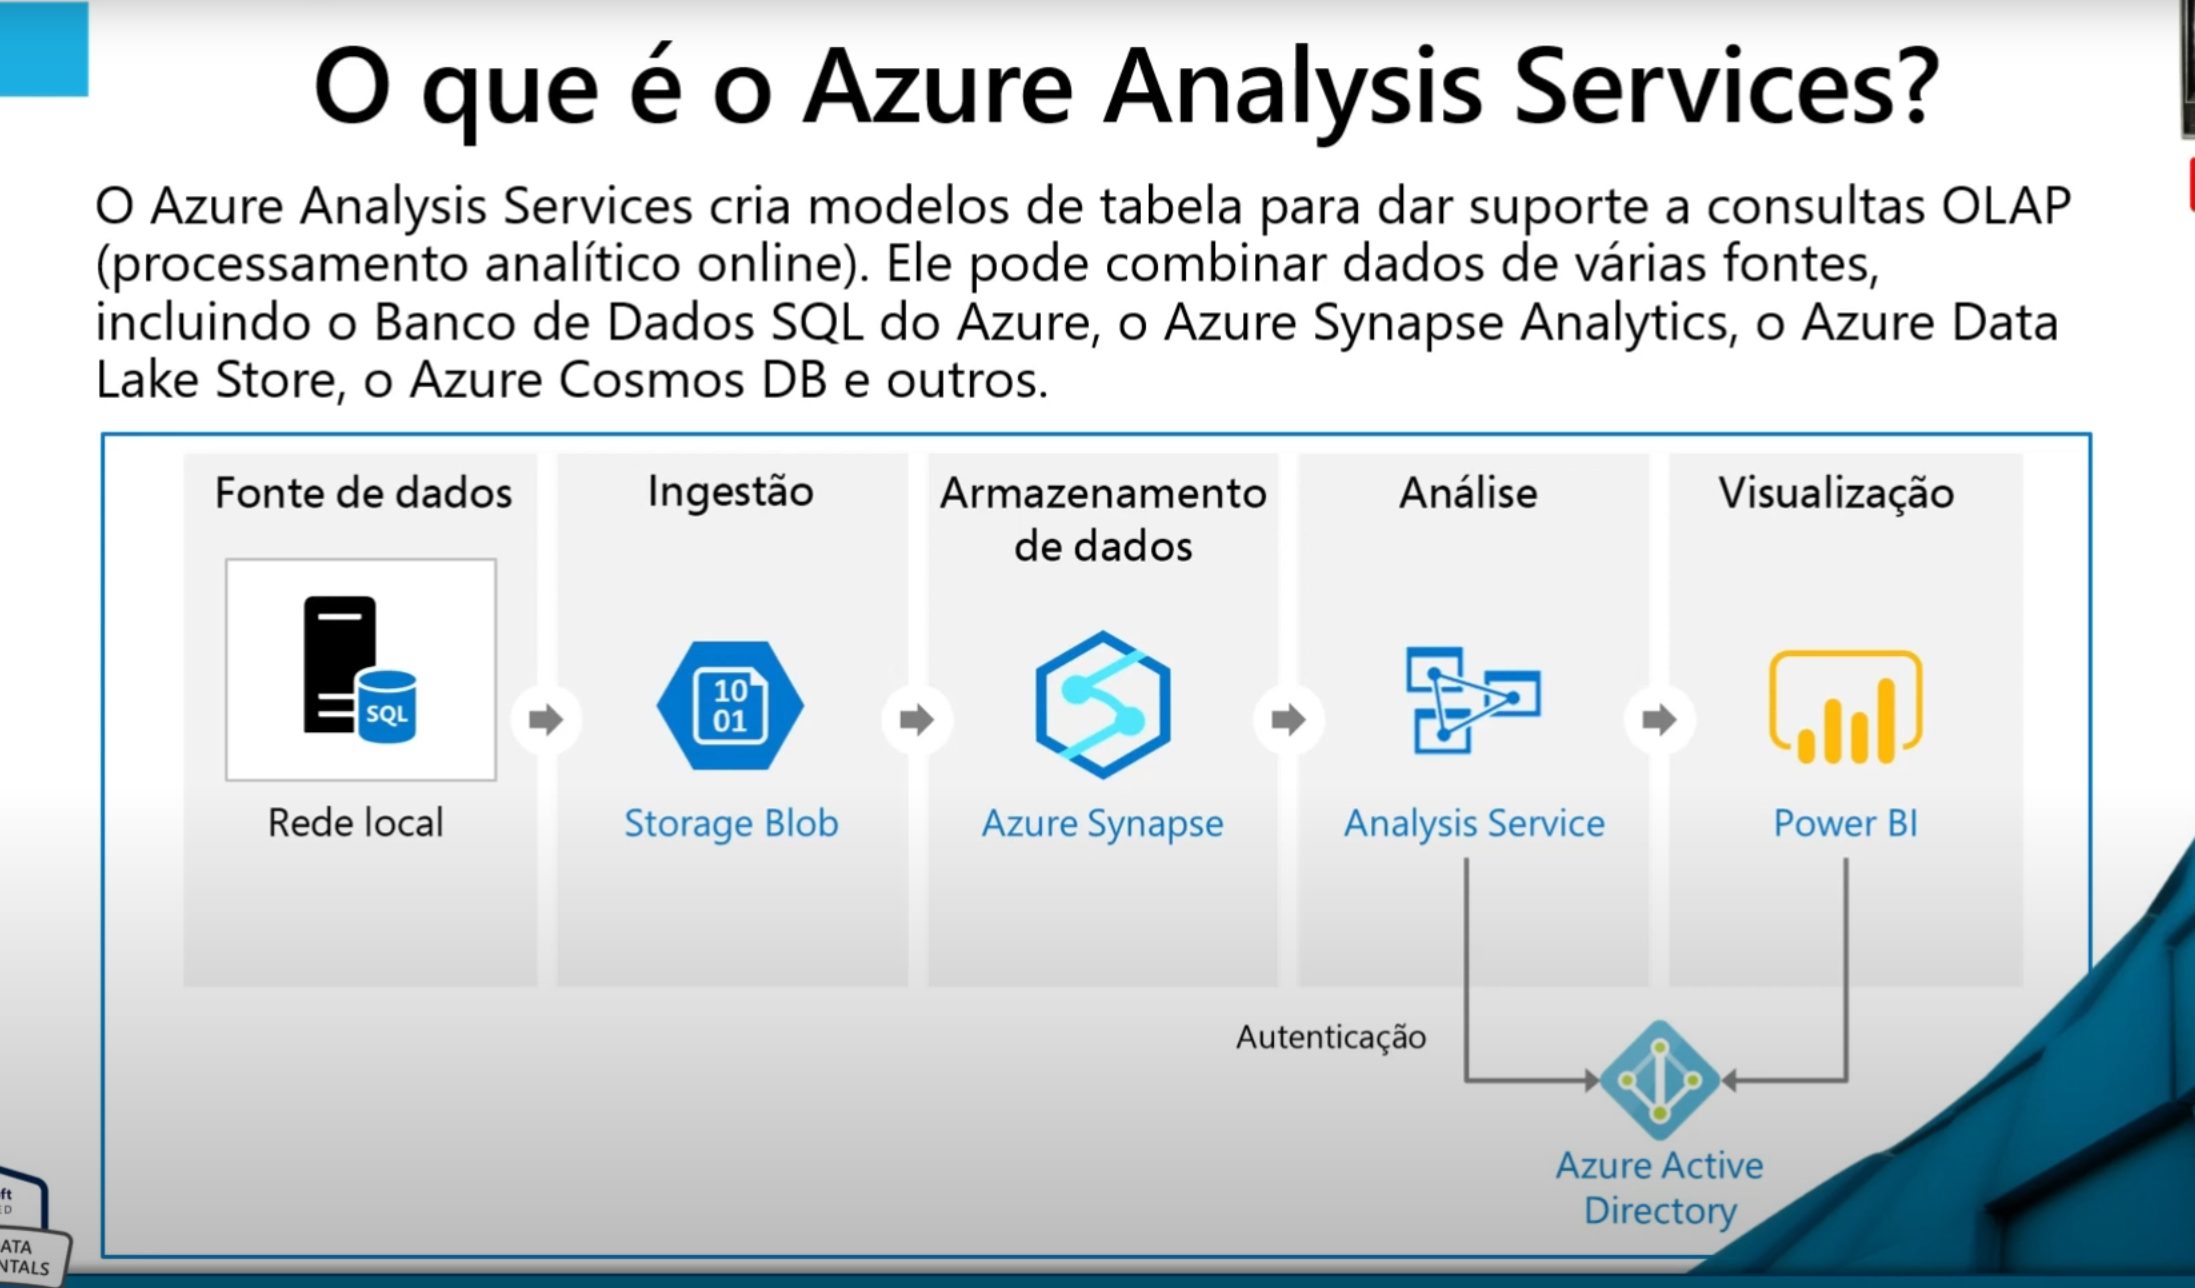 O que é o Azure Analysis Services?
O Azure Analysis Services cria modelos de tabela para dar suporte a consultas OLAP
(processamento analítico online). Ele pode combinar dados de várias fontes,
incluindo o Banco de Dados SQL do Azure, o Azure Synapse Analytics, o Azure Data
Lake Store, o Azure Cosmos DB e outros.
Fonte de dados
SQL
Rede local
Ingestão
10
01
Storage Blob
Armazenamento
de dados
Azure Synapse
Análise
Analysis Service
Visualização
Power BI
Autenticação
Azure Active
Directory
ft
ED
ATA
NTALS